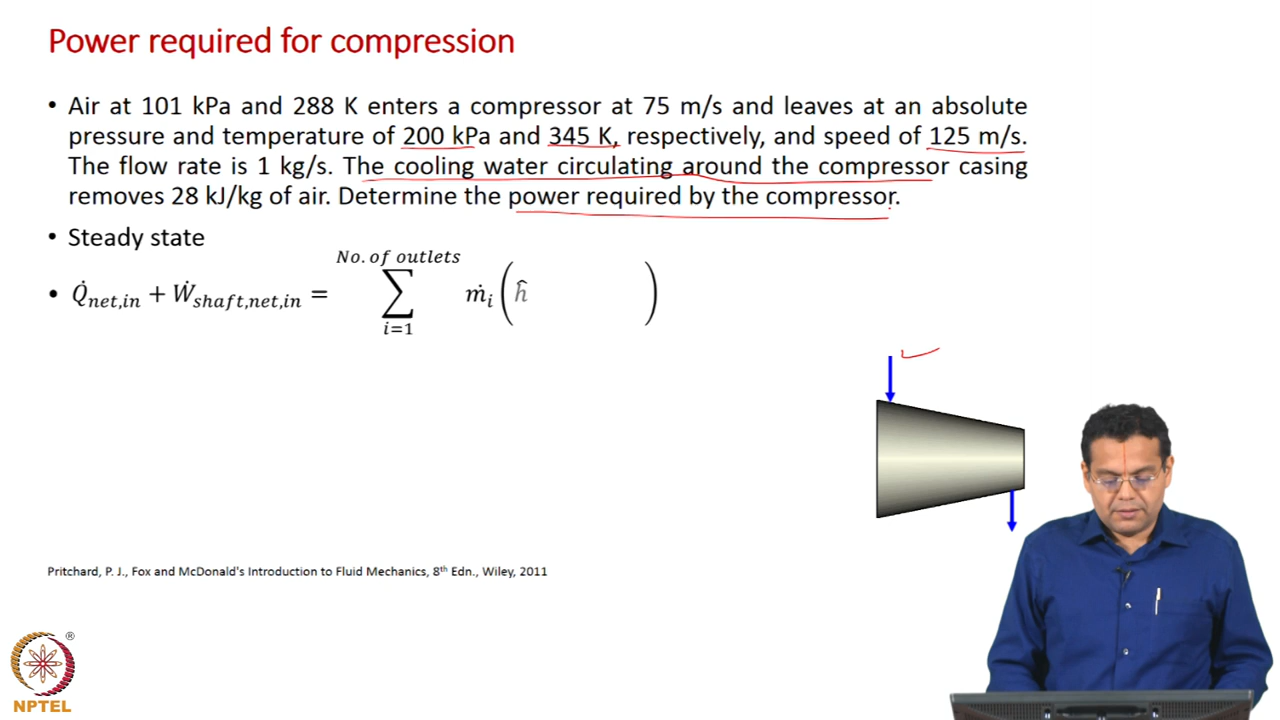 Power required for compression
• Air at 101 kPa and 288 K enters a compressor at 75 m/s and leaves at an absolute
pressure and temperature of 200 kPa and 345 K, respectively, and speed of 125 m/s.
The flow rate is 1 kg/s. The cooling water circulating around the compressor casing
removes 28 kJ/kg of air. Determine the power required by the compressor.
• Steady state
No. of outlets
• Q̇net,in + Ẇshaft,net,in = ∑ ṁi ( ĥ )
i=1
Pritchard, P. J., Fox and McDonald's Introduction to Fluid Mechanics, 8th Edn., Wiley, 2011
®
NPTEL